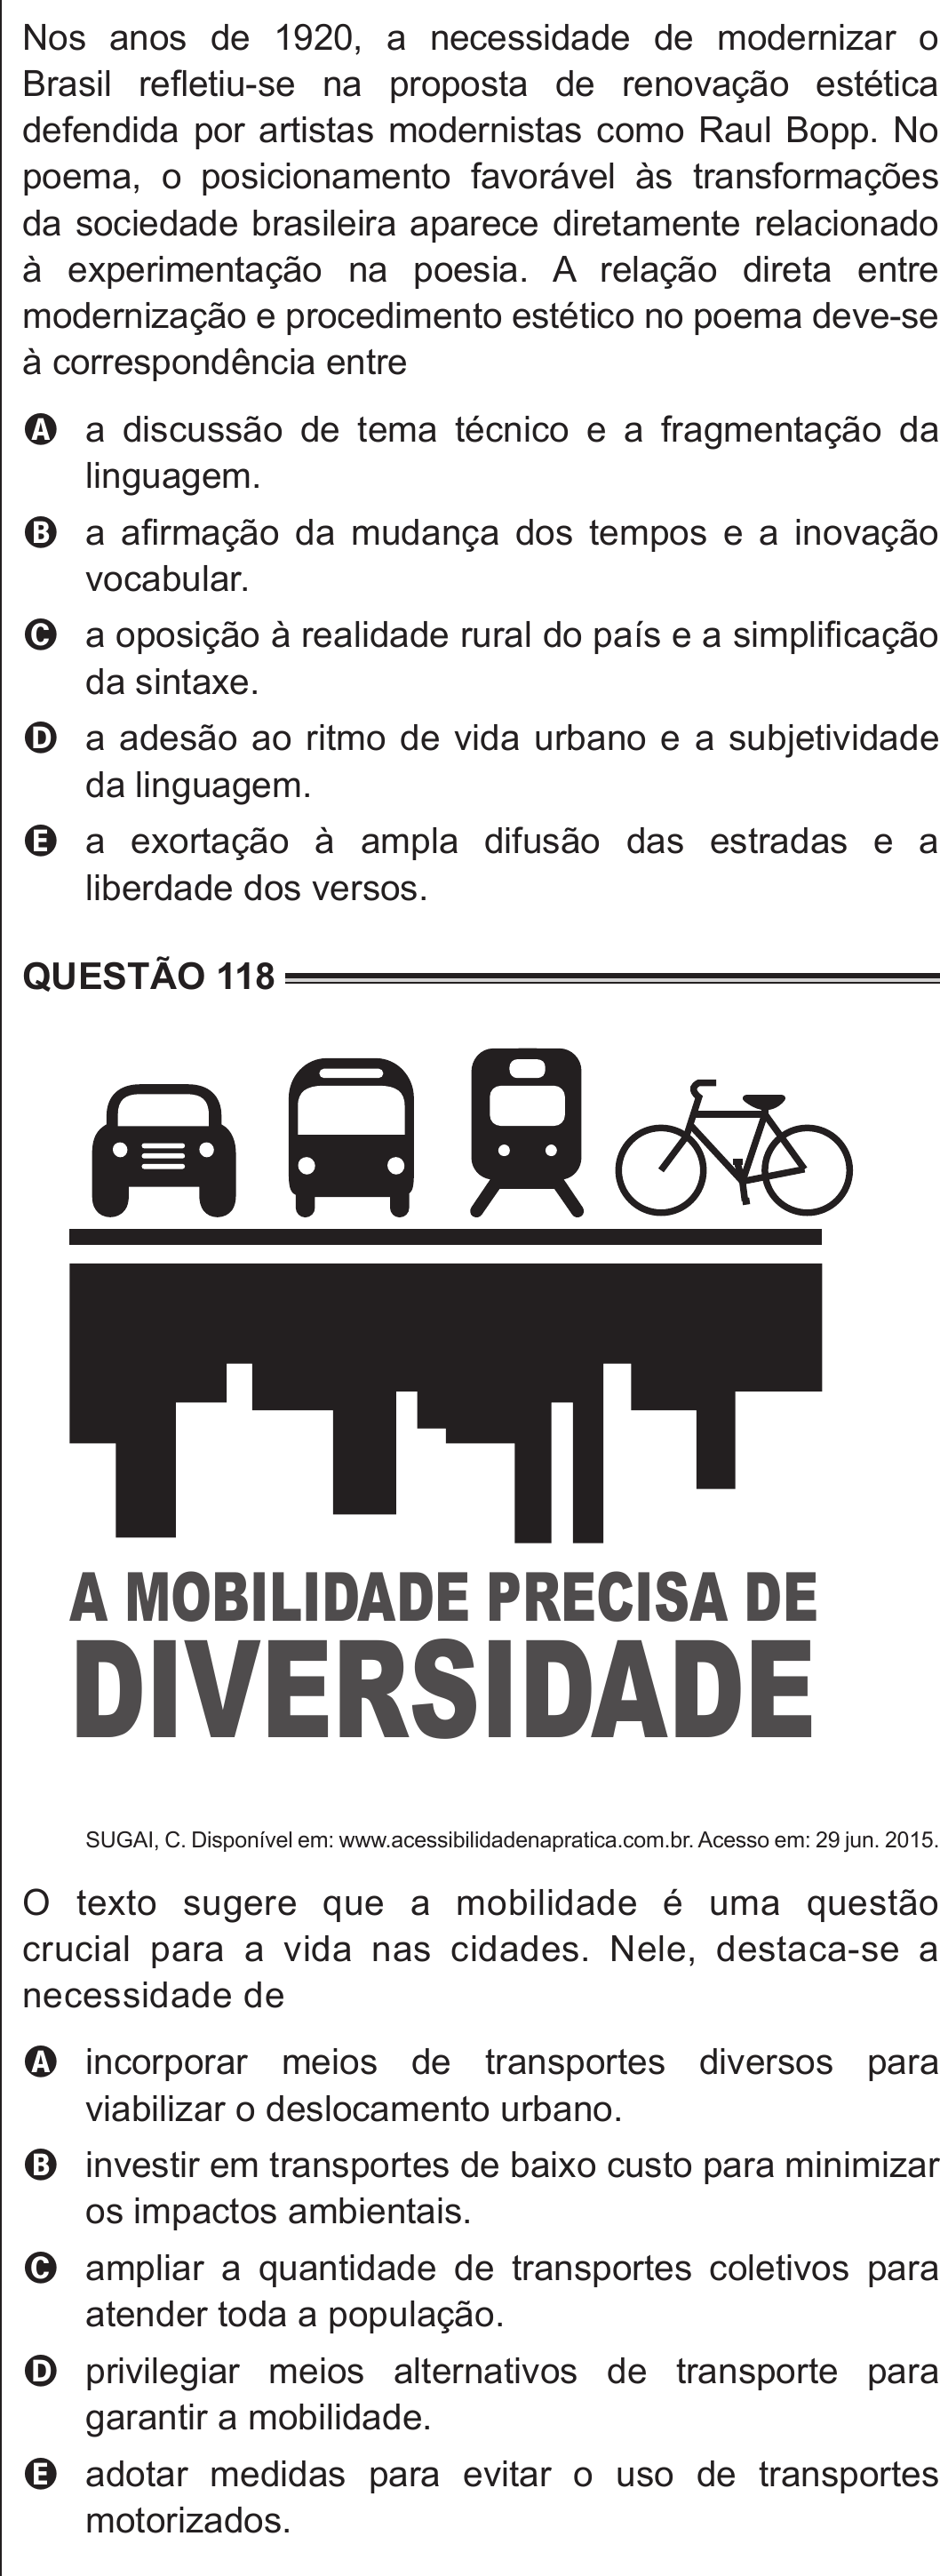 Nos anos de 1920, a necessidade de modernizar o
Brasil refletiu-se na proposta de renovação estética
defendida por artistas modernistas como Raul Bopp. No
poema, o posicionamento favorável às transformações
da sociedade brasileira aparece diretamente relacionado
à experimentação na poesia. A relação direta entre
modernização e procedimento estético no poema deve-se
à correspondência entre
A a discussão de tema técnico e a fragmentação da
linguagem.
B a afirmação da mudança dos tempos e a inovação
vocabular.
C a oposição à realidade rural do país e a simplificação
da sintaxe.
D a adesão ao ritmo de vida urbano e a subjetividade
da linguagem.
E a exortação à ampla difusão das estradas e a
liberdade dos versos.
QUESTÃO 118
A MOBILIDADE PRECISA DE
DIVERSIDADE
SUGAI, C. Disponível em: www.acessibilidadenapratica.com.br. Acesso em: 29 jun. 2015.
O texto sugere que a mobilidade é uma questão
crucial para a vida nas cidades. Nele, destaca-se a
necessidade de
A incorporar meios de transportes diversos para
viabilizar o deslocamento urbano.
B investir em transportes de baixo custo para minimizar
os impactos ambientais.
C ampliar a quantidade de transportes coletivos para
atender toda a população.
D privilegiar meios alternativos de transporte para
garantir a mobilidade.
E adotar medidas para evitar o uso de transportes
motorizados.